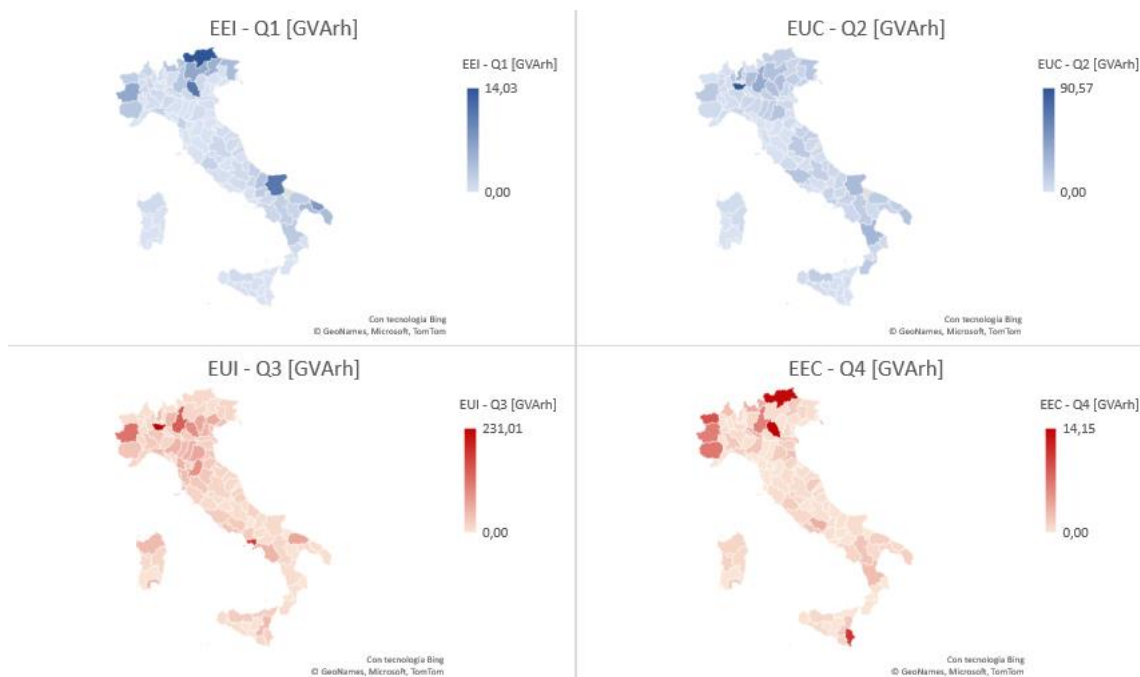 EEI - Q1 [GVArh]
EEI - Q1 [GVArh]
14,03
0,00
Con tecnologia Bing
© GeoNames, Microsoft, TomTom
EUC - Q2 [GVArh]
EUC - Q2 [GVArh]
90,57
0,00
Con tecnologia Bing
© GeoNames, Microsoft, TomTom
EUI - Q3 [GVArh]
EUI - Q3 [GVArh]
231,01
0,00
Con tecnologia Bing
© GeoNames, Microsoft, TomTom
EEC - Q4 [GVArh]
EEC - Q4 [GVArh]
14,15
0,00
Con tecnologia Bing
© GeoNames, Microsoft, TomTom